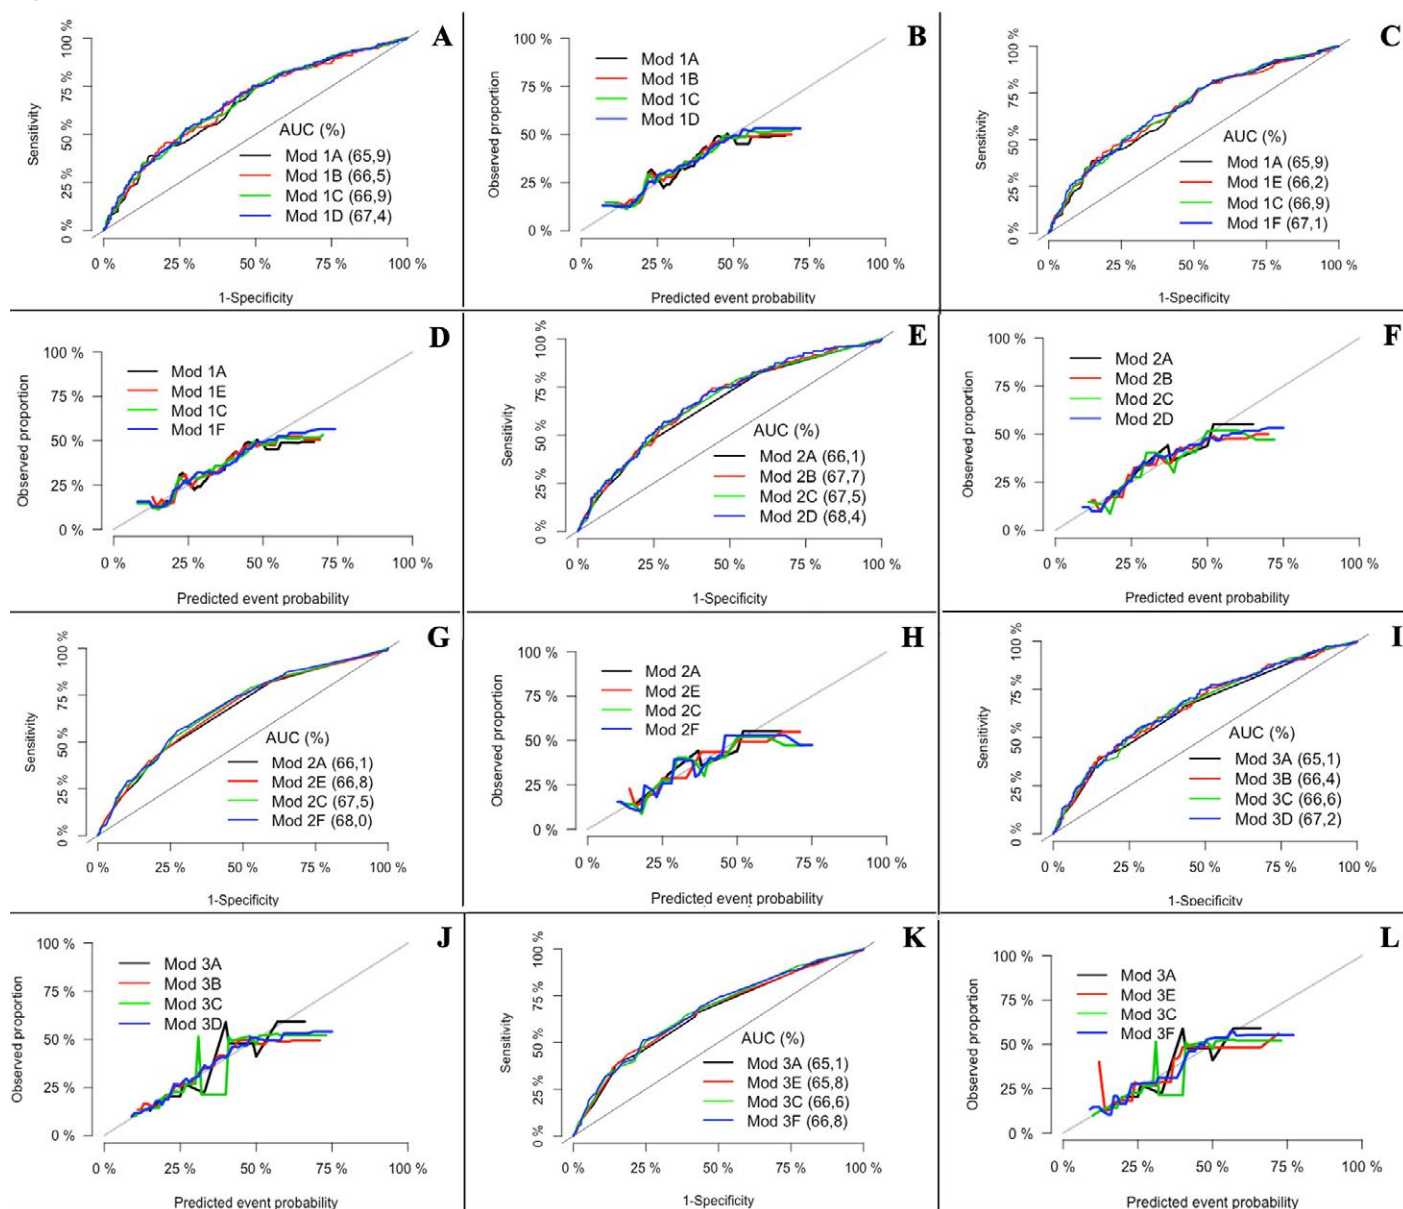 A
100 %
75 %
50 %
25 %
0 %
Sensitivity
AUC (%)
Mod 1A (65,9)
Mod 1B (66,5)
Mod 1C (66,9)
Mod 1D (67,4)
0 %
25 %
50 %
75 %
100 %
1-Specificity
B
100 %
75 %
50 %
25 %
0 %
Observed proportion
Mod 1A
Mod 1B
Mod 1C
Mod 1D
0 %
25 %
50 %
75 %
100 %
Predicted event probability
C
100 %
75 %
50 %
25 %
0 %
Sensitivity
AUC (%)
Mod 1A (65,9)
Mod 1E (66,2)
Mod 1C (66,9)
Mod 1F (67,1)
0 %
25 %
50 %
75 %
100 %
1-Specificity
D
100 %
75 %
50 %
25 %
0 %
Observed proportion
Mod 1A
Mod 1E
Mod 1C
Mod 1F
0 %
25 %
50 %
75 %
100 %
Predicted event probability
E
100 %
75 %
50 %
25 %
0 %
Sensitivity
AUC (%)
Mod 2A (66,1)
Mod 2B (67,7)
Mod 2C (67,5)
Mod 2D (68,4)
0 %
25 %
50 %
75 %
100 %
1-Specificity
F
100 %
75 %
50 %
25 %
0 %
Observed proportion
Mod 2A
Mod 2B
Mod 2C
Mod 2D
0 %
25 %
50 %
75 %
100 %
Predicted event probability
G
100 %
75 %
50 %
25 %
0 %
Sensitivity
AUC (%)
Mod 2A (66,1)
Mod 2E (66,8)
Mod 2C (67,5)
Mod 2F (68,0)
0 %
25 %
50 %
75 %
100 %
1-Specificity
H
100 %
75 %
50 %
25 %
0 %
Observed proportion
Mod 2A
Mod 2E
Mod 2C
Mod 2F
0 %
25 %
50 %
75 %
100 %
Predicted event probability
I
100 %
75 %
50 %
25 %
0 %
Sensitivity
AUC (%)
Mod 3A (65,1)
Mod 3B (66,4)
Mod 3C (66,6)
Mod 3D (67,2)
0 %
25 %
50 %
75 %
100 %
1-Specificity
J
100 %
75 %
50 %
25 %
0 %
Observed proportion
Mod 3A
Mod 3B
Mod 3C
Mod 3D
0 %
25 %
50 %
75 %
100 %
Predicted event probability
K
100 %
75 %
50 %
25 %
0 %
Sensitivity
AUC (%)
Mod 3A (65,1)
Mod 3E (65,8)
Mod 3C (66,6)
Mod 3F (66,8)
0 %
25 %
50 %
75 %
100 %
1-Specificity
L
100 %
75 %
50 %
25 %
0 %
Observed proportion
Mod 3A
Mod 3E
Mod 3C
Mod 3F
0 %
25 %
50 %
75 %
100 %
Predicted event probability